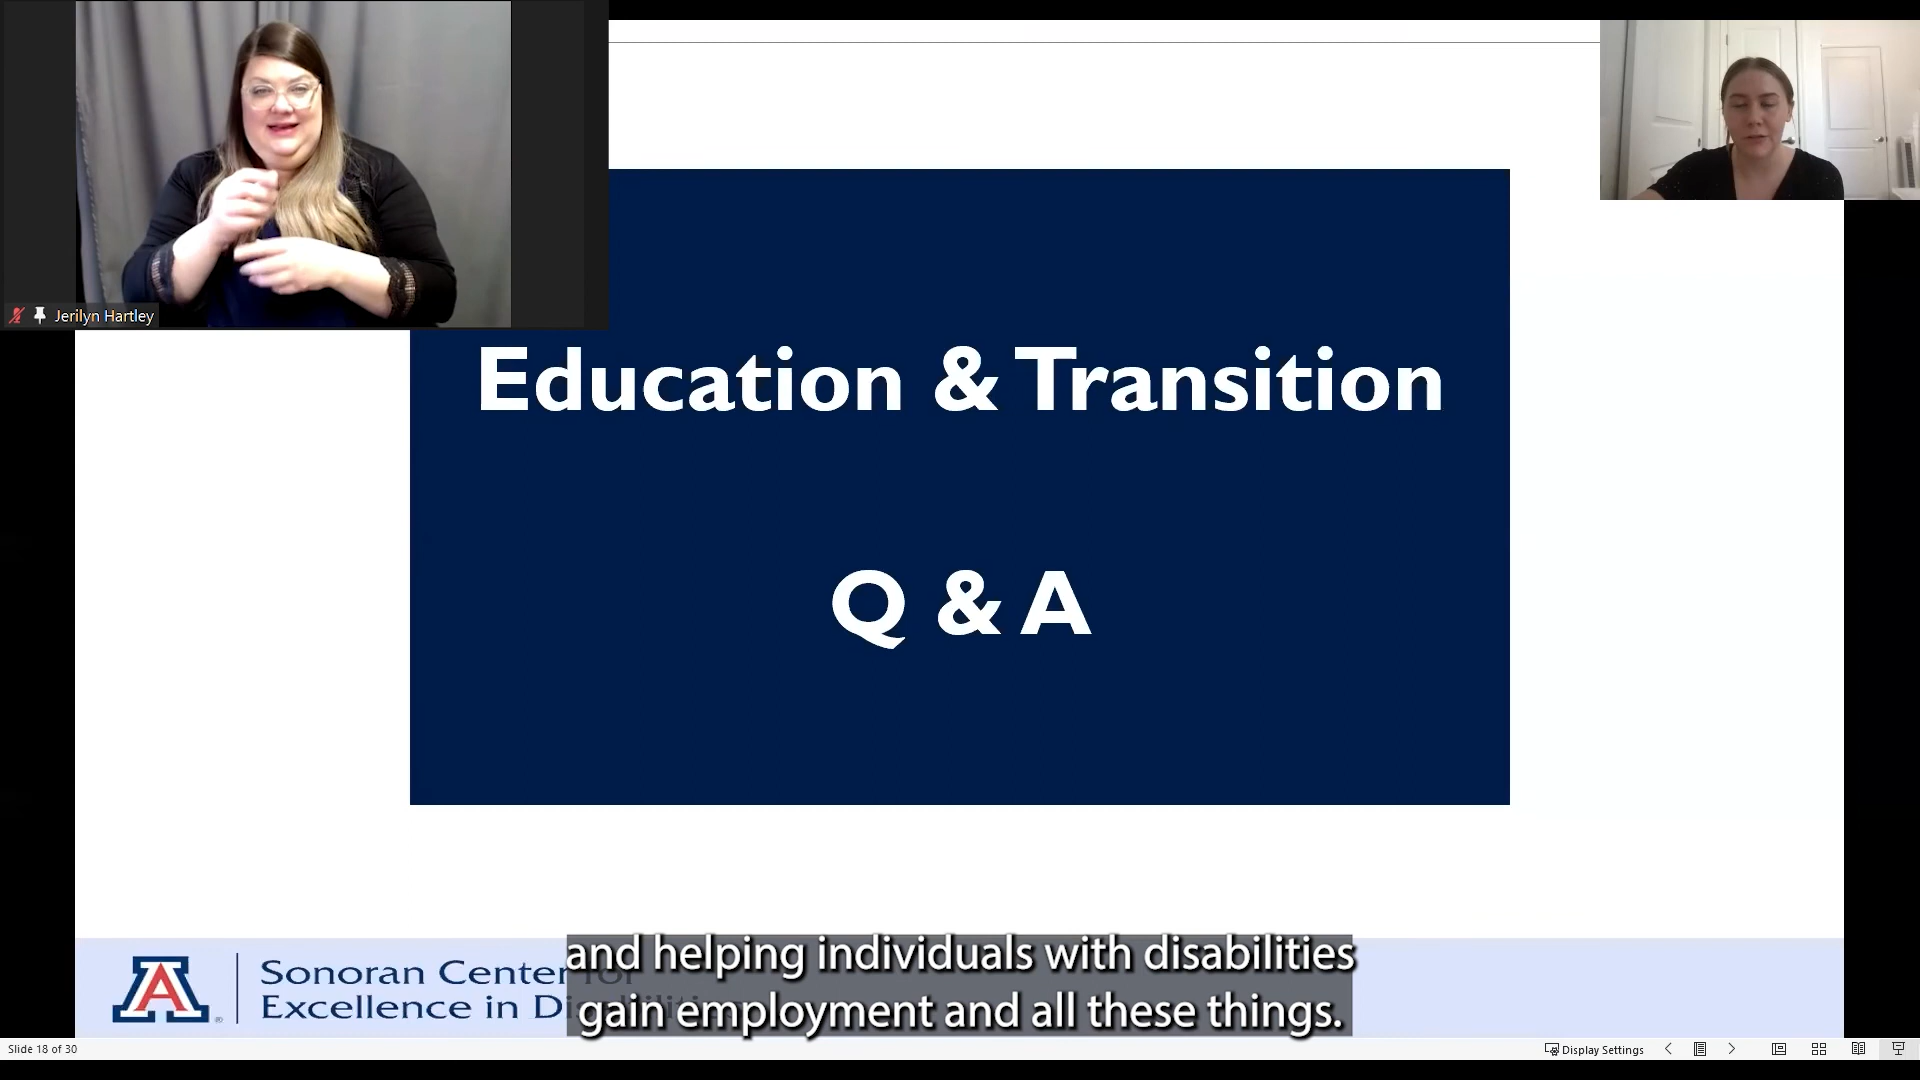 Jerilyn Hartley
Education & Transition
Q & A
A
Sonoran Center for
Excellence in Disabilities
and helping individuals with disabilities
gain employment and all these things.
Slide 18 of 30
Display Settings